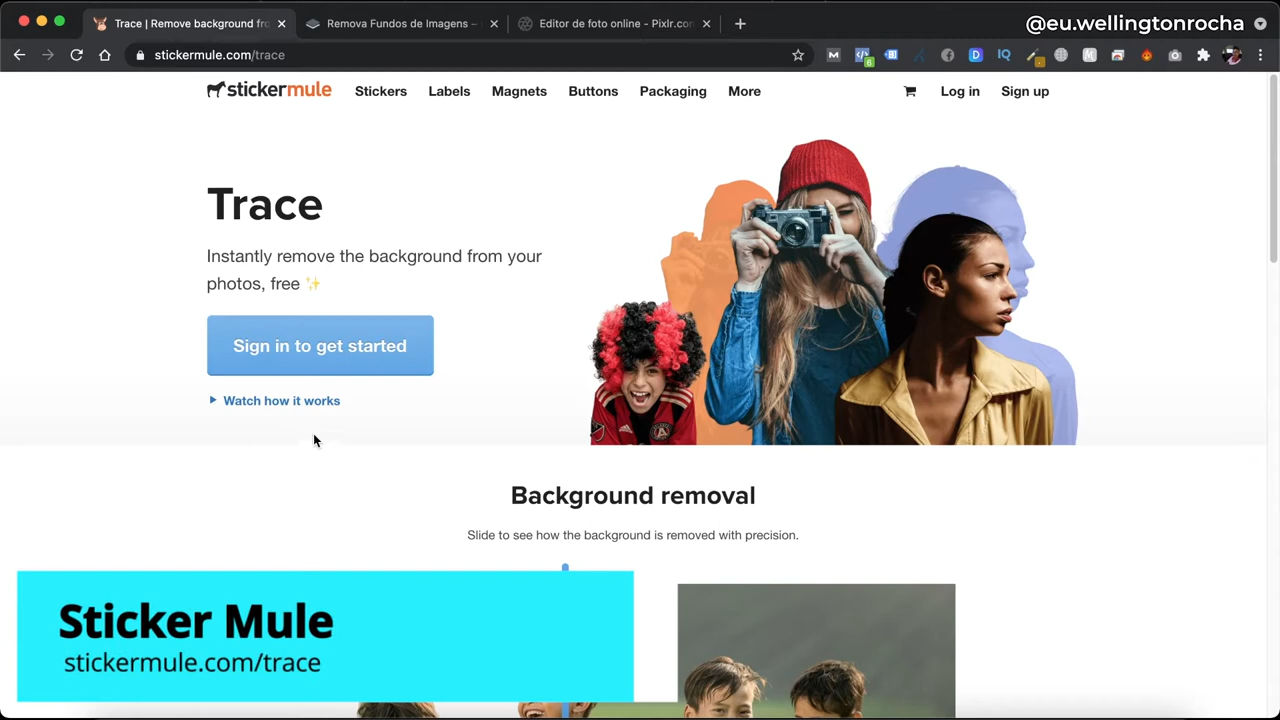 Trace | Remove background fro
Remova Fundos de Imagens –
Editor de foto online - Pixlr.com
@eu.wellingtonrocha
stickermule.com/trace
stickermule
Stickers
Labels
Magnets
Buttons
Packaging
More
Log in
Sign up
Trace
Instantly remove the background from your
photos, free ✨
Sign in to get started
Watch how it works
Background removal
Slide to see how the background is removed with precision.
Sticker Mule
stickermule.com/trace